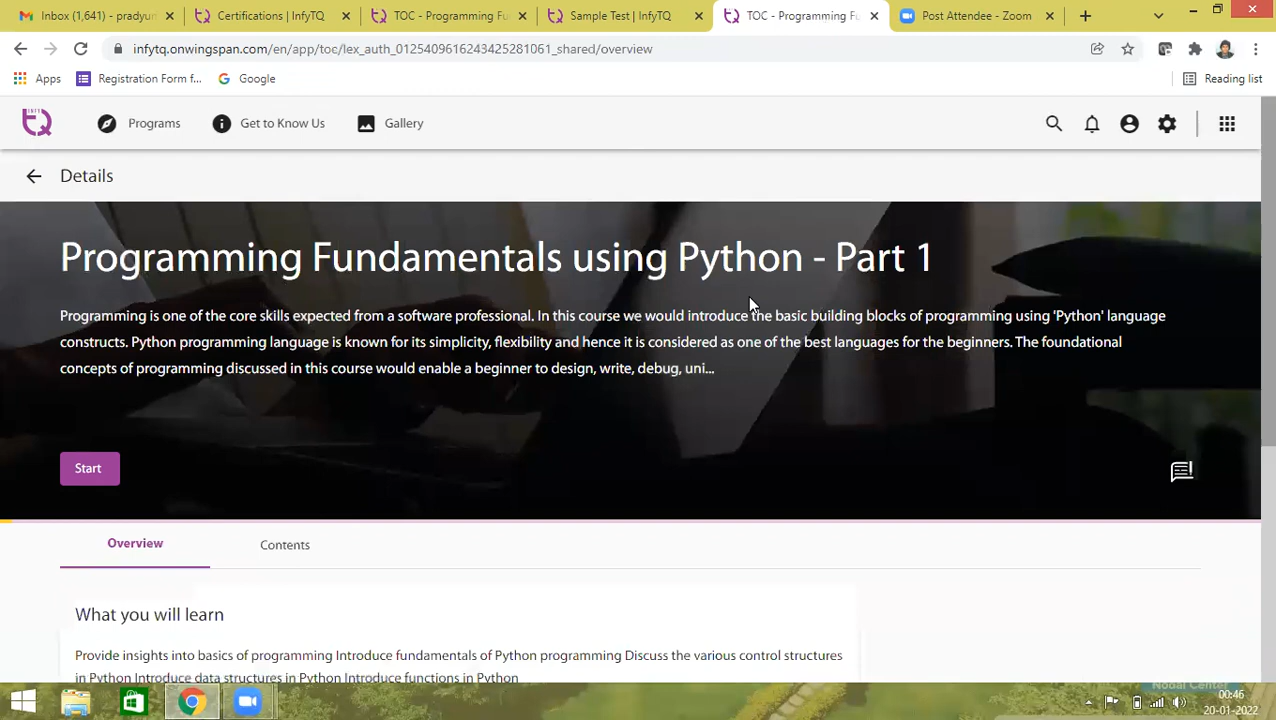 Inbox (1,641) - pradyun
Certifications | InfyTQ
TOC - Programming Fu
Sample Test | InfyTQ
TOC - Programming Fu
Post Attendee - Zoom
infytq.onwingspan.com/en/app/toc/lex_auth_0125409616243425281061_shared/overview
Apps
Registration Form f...
Google
Reading list
INFY
TQ
Programs
Get to Know Us
Gallery
Details
Programming Fundamentals using Python - Part 1
Programming is one of the core skills expected from a software professional. In this course we would introduce the basic building blocks of programming using 'Python' language
constructs. Python programming language is known for its simplicity, flexibility and hence it is considered as one of the best languages for the beginners. The foundational
concepts of programming discussed in this course would enable a beginner to design, write, debug, uni...
Start
Overview
Contents
What you will learn
Provide insights into basics of programming Introduce fundamentals of Python programming Discuss the various control structures
in Python Introduce data structures in Python Introduce functions in Python
Nodal Center
00:46
20-01-2022